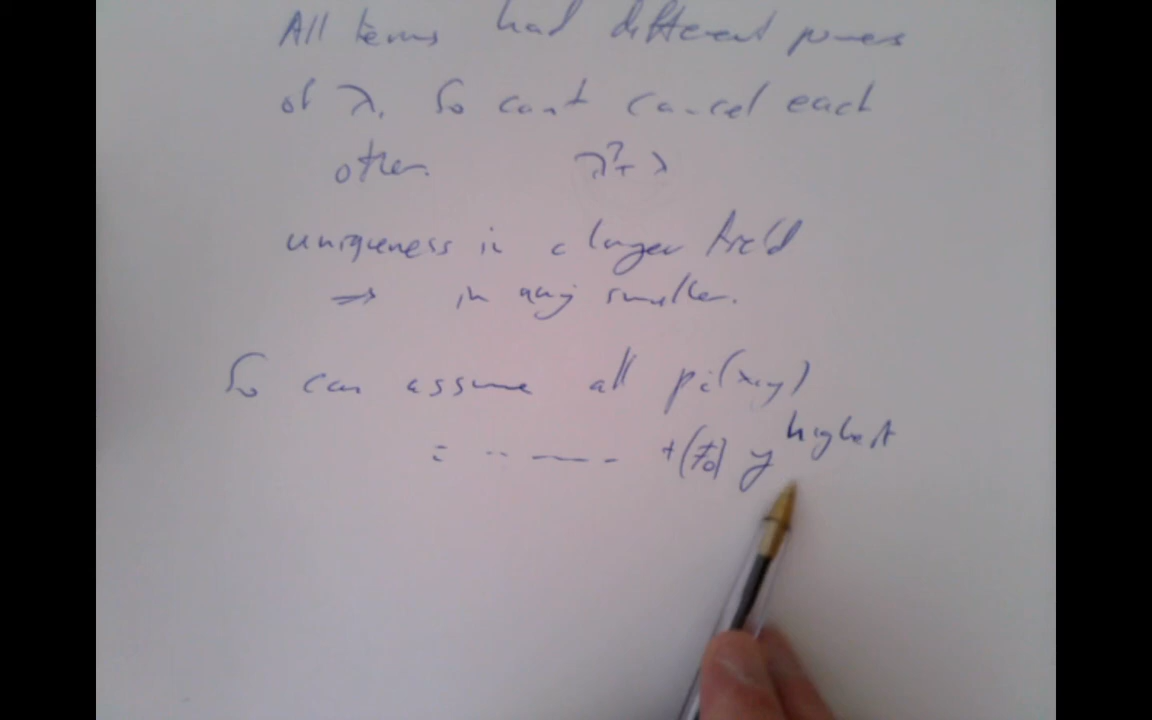 All terms had different powers
of λ. So can't cancel each
other. λ² + λ
uniqueness in a larger field
⇒ in any smaller.
So can assume all pᵢ(x,y)
= ... ---- + (≠0) y^highest